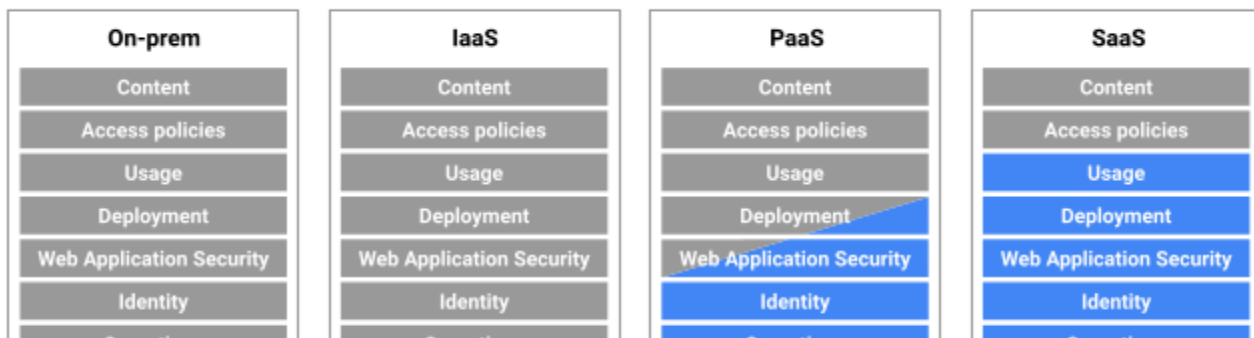 On-prem
Content
Access policies
Usage
Deployment
Web Application Security
Identity
IaaS
Content
Access policies
Usage
Deployment
Web Application Security
Identity
PaaS
Content
Access policies
Usage
Deployment
Web Application Security
Identity
SaaS
Content
Access policies
Usage
Deployment
Web Application Security
Identity